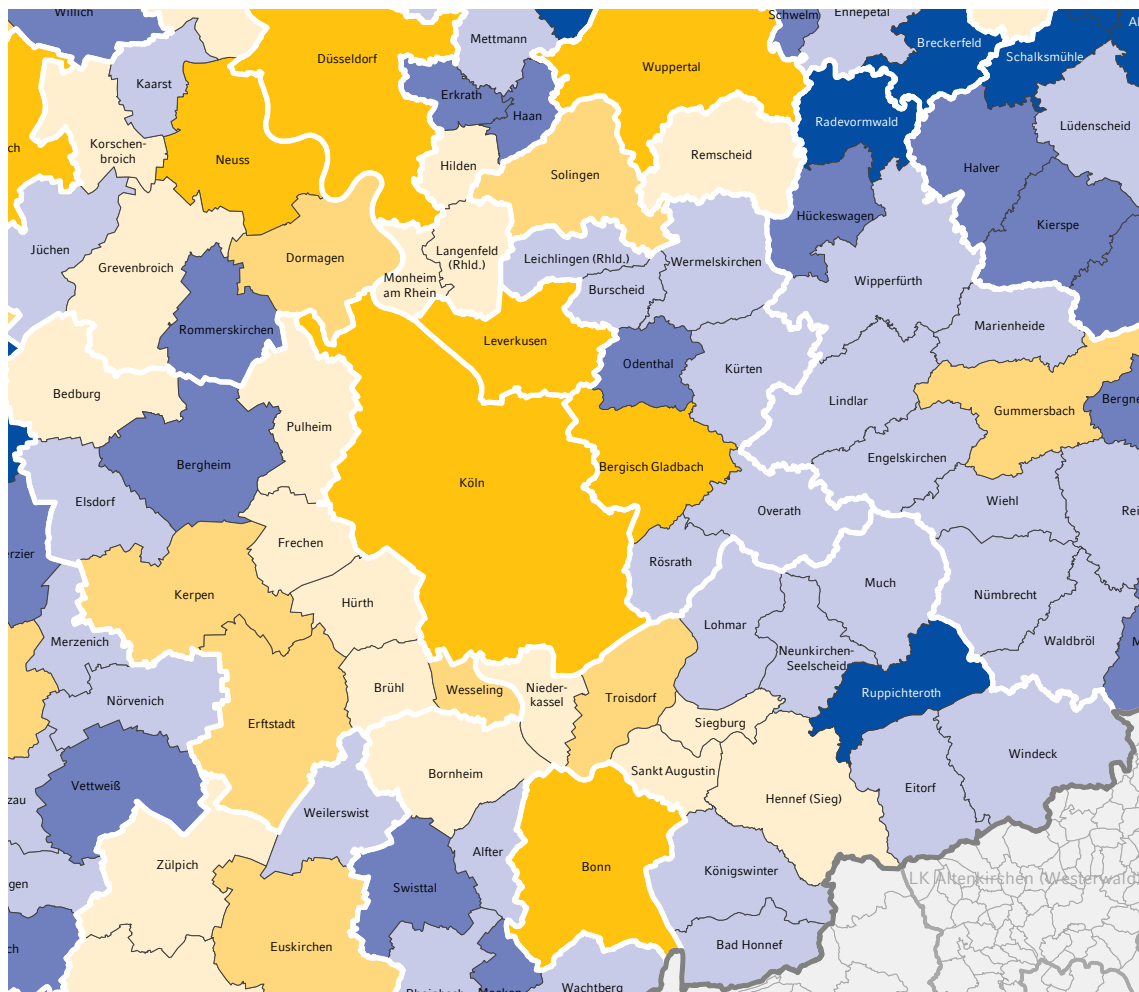 Willich
Düsseldorf
Mettmann
Schwelm
Ennepetal
Breckerfeld
Schalksmühle
Wuppertal
Kaarst
Erkrath
Haan
Radevormwald
Lüdenscheid
Korschen-
broich
Neuss
Hilden
Solingen
Remscheid
Halver
Hückeswagen
Kierspe
Jüchen
Grevenbroich
Dormagen
Langenfeld
(Rhld.)
Monheim
am Rhein
Leichlingen (Rhld.)
Wermelskirchen
Burscheid
Wipperfürth
Rommerskirchen
Leverkusen
Marienheide
Odenthal
Kürten
Bedburg
Lindlar
Gummersbach
Pulheim
Bergheim
Bergisch Gladbach
Engelskirchen
Köln
Elsdorf
Overath
Wiehl
Frechen
Rösrath
Much
Kerpen
Hürth
Nümbrecht
Lohmar
Merzenich
Waldbröl
Neunkirchen-
Seelscheid
Nörvenich
Brühl
Wesseling
Nieder-
kassel
Troisdorf
Ruppichteroth
Erftstadt
Siegburg
Windeck
Bornheim
Sankt Augustin
Vettweiß
Hennef (Sieg)
Eitorf
Weilerswist
Zülpich
Alfter
Bonn
Königswinter
LK Altenkirchen (Westerwald)
Swisttal
Euskirchen
Bad Honnef
Wachtberg